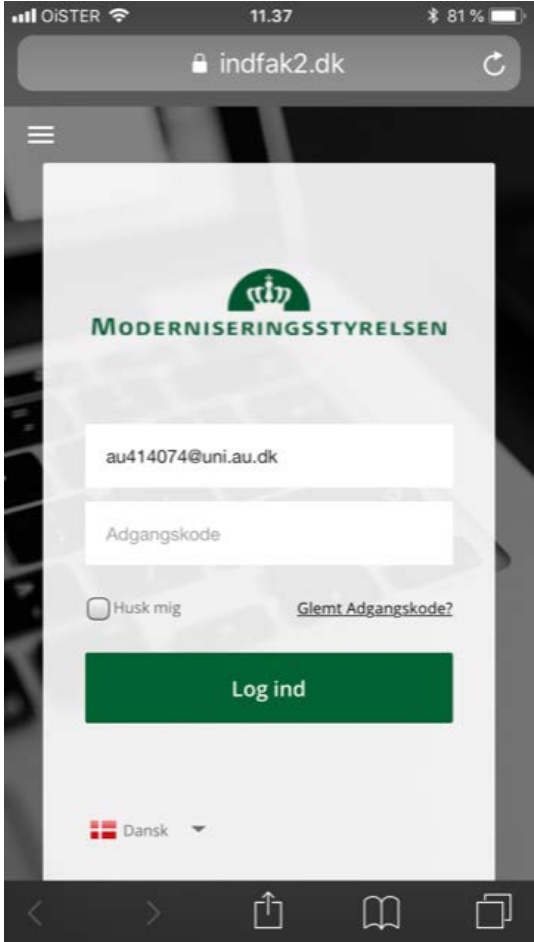 OiSTER 11.37 81 %
indfak2.dk
MODERNISERINGSSTYRELSEN
au414074@uni.au.dk
Adgangskode
Husk mig Glemt Adgangskode?
Log ind
Dansk